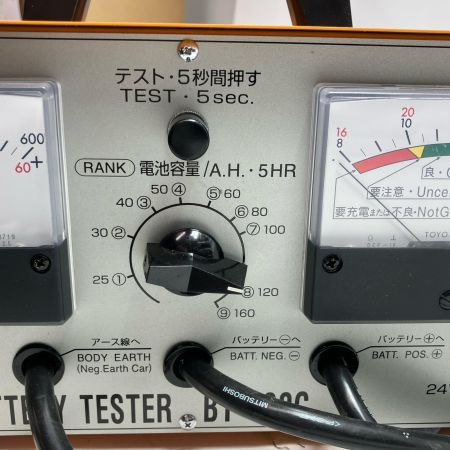 テスト・5秒間押す
TEST・5sec.
RANK 電池容量/A.H.・5HR
50 ④
⑤ 60
40 ③
⑥ 80
30 ②
⑦ 100
25 ①
⑧ 120
⑨ 160
600
60 +
16
20
8
10
良・G
要注意・Unce
要充電または不良・NotG
TOYO
アース線へ
BODY EARTH
(Neg.Earth Car)
バッテリー⊖へ
BATT. NEG. ⊖
バッテリー⊕へ
BATT. POS. ⊕
24
TTERY TESTER
MITSUBOSHI